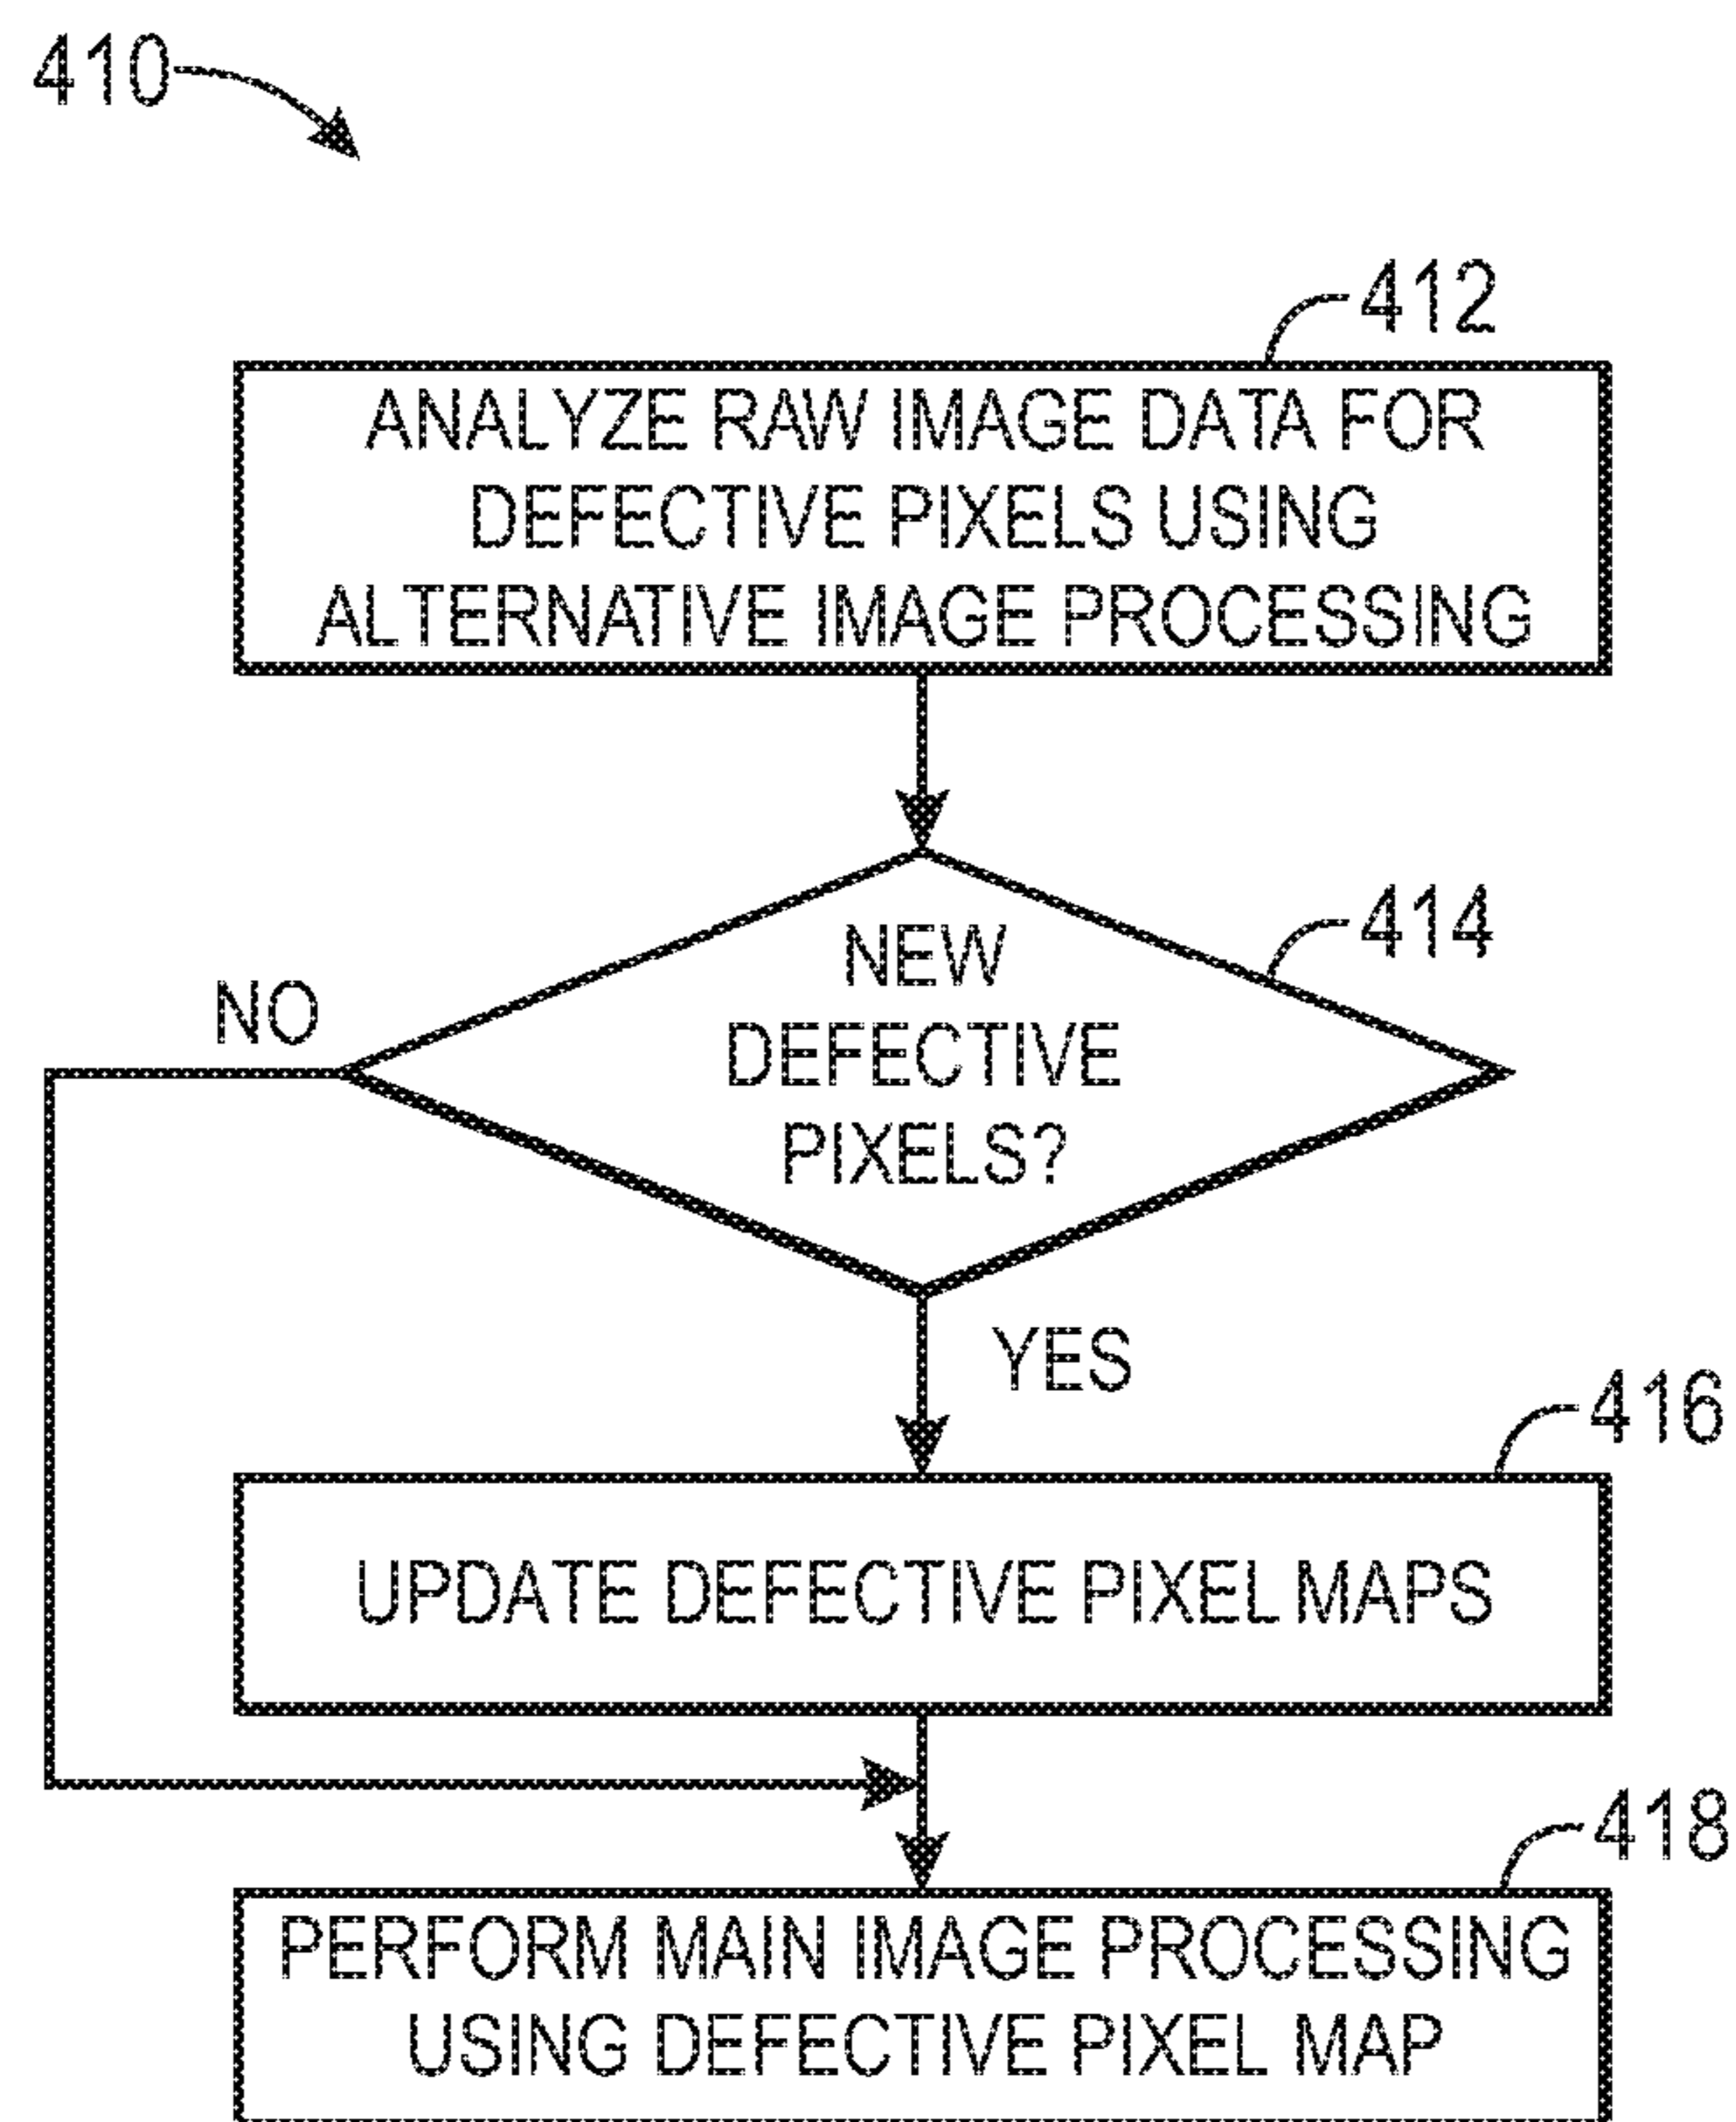 410
412
ANALYZE RAW IMAGE DATA FOR
DEFECTIVE PIXELS USING
ALTERNATIVE IMAGE PROCESSING
414
NEW
DEFECTIVE
PIXELS?
NO
YES
416
UPDATE DEFECTIVE PIXEL MAPS
418
PERFORM MAIN IMAGE PROCESSING
USING DEFECTIVE PIXEL MAP